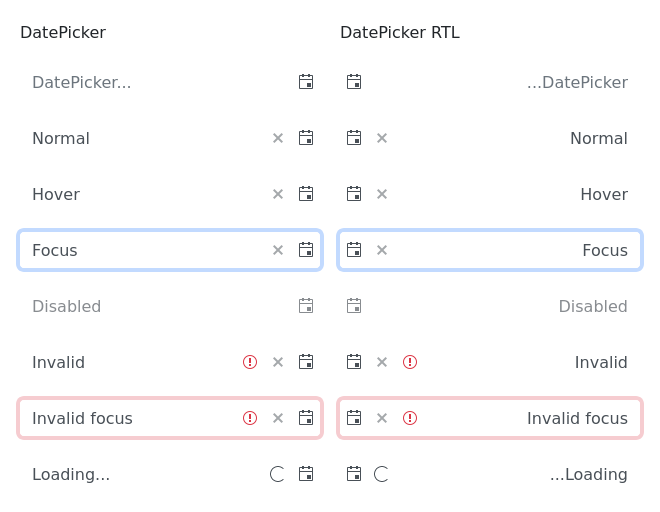 DatePicker
DatePicker RTL
DatePicker...
...DatePicker
Normal
Normal
Hover
Hover
Focus
Focus
Disabled
Disabled
Invalid
Invalid
Invalid focus
Invalid focus
Loading...
...Loading